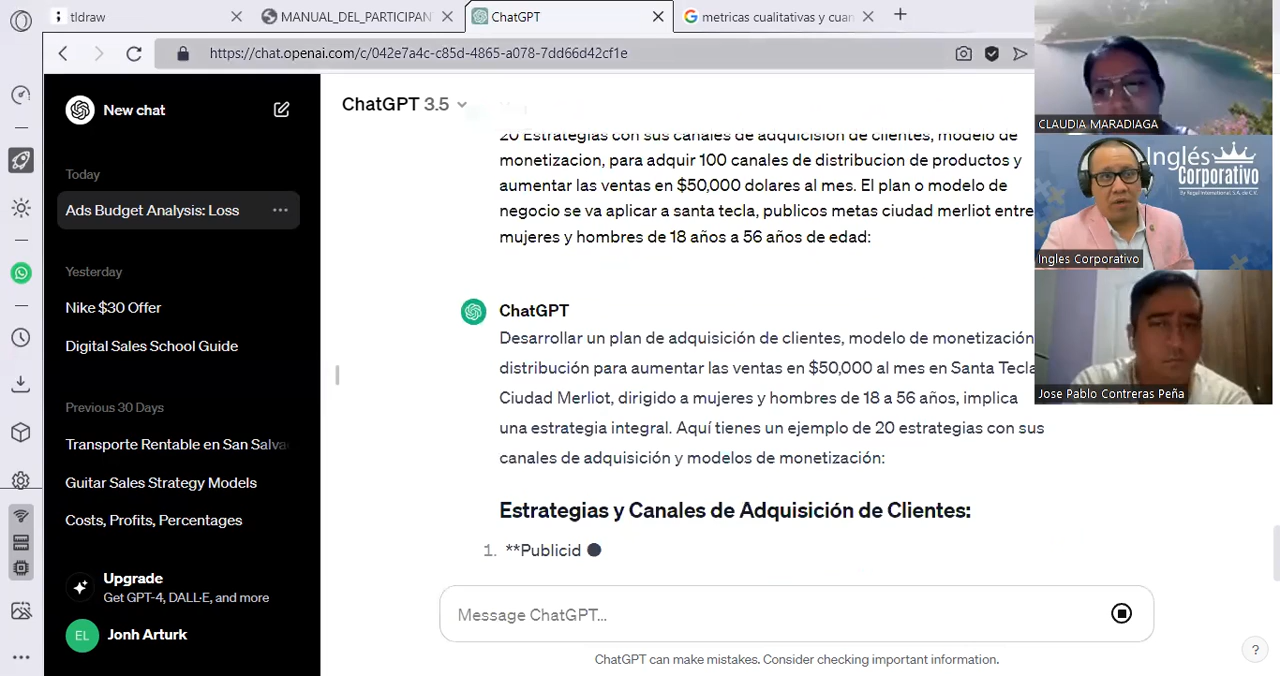 tldraw
MANUAL_DEL_PARTICIPAN
ChatGPT
metricas cualitativas y cuan
https://chat.openai.com/c/042e7a4c-c85d-4865-a078-7dd66d42cf1e
New chat
Today
Ads Budget Analysis: Loss
Yesterday
Nike $30 Offer
Digital Sales School Guide
Previous 30 Days
Transporte Rentable en San Salva
Guitar Sales Strategy Models
Costs, Profits, Percentages
Upgrade
Get GPT-4, DALL·E, and more
EL
Jonh Arturk
ChatGPT 3.5
20 Estrategias con sus canales de adquicision de clientes, modelo de
monetizacion, para adquir 100 canales de distribucion de productos y
aumentar las ventas en $50,000 dolares al mes. El plan o modelo de
negocio se va aplicar a santa tecla, publicos metas ciudad merliot entre
mujeres y hombres de 18 años a 56 años de edad:
ChatGPT
Desarrollar un plan de adquisición de clientes, modelo de monetización
distribución para aumentar las ventas en $50,000 al mes en Santa Tecla
Ciudad Merliot, dirigido a mujeres y hombres de 18 a 56 años, implica
una estrategia integral. Aquí tienes un ejemplo de 20 estrategias con sus
canales de adquisición y modelos de monetización:
Estrategias y Canales de Adquisición de Clientes:
1. **Publicid
Message ChatGPT...
ChatGPT can make mistakes. Consider checking important information.
?
CLAUDIA MARADIAGA
Inglés
Corporativo
Ingles Corporativo
Jose Pablo Contreras Peña